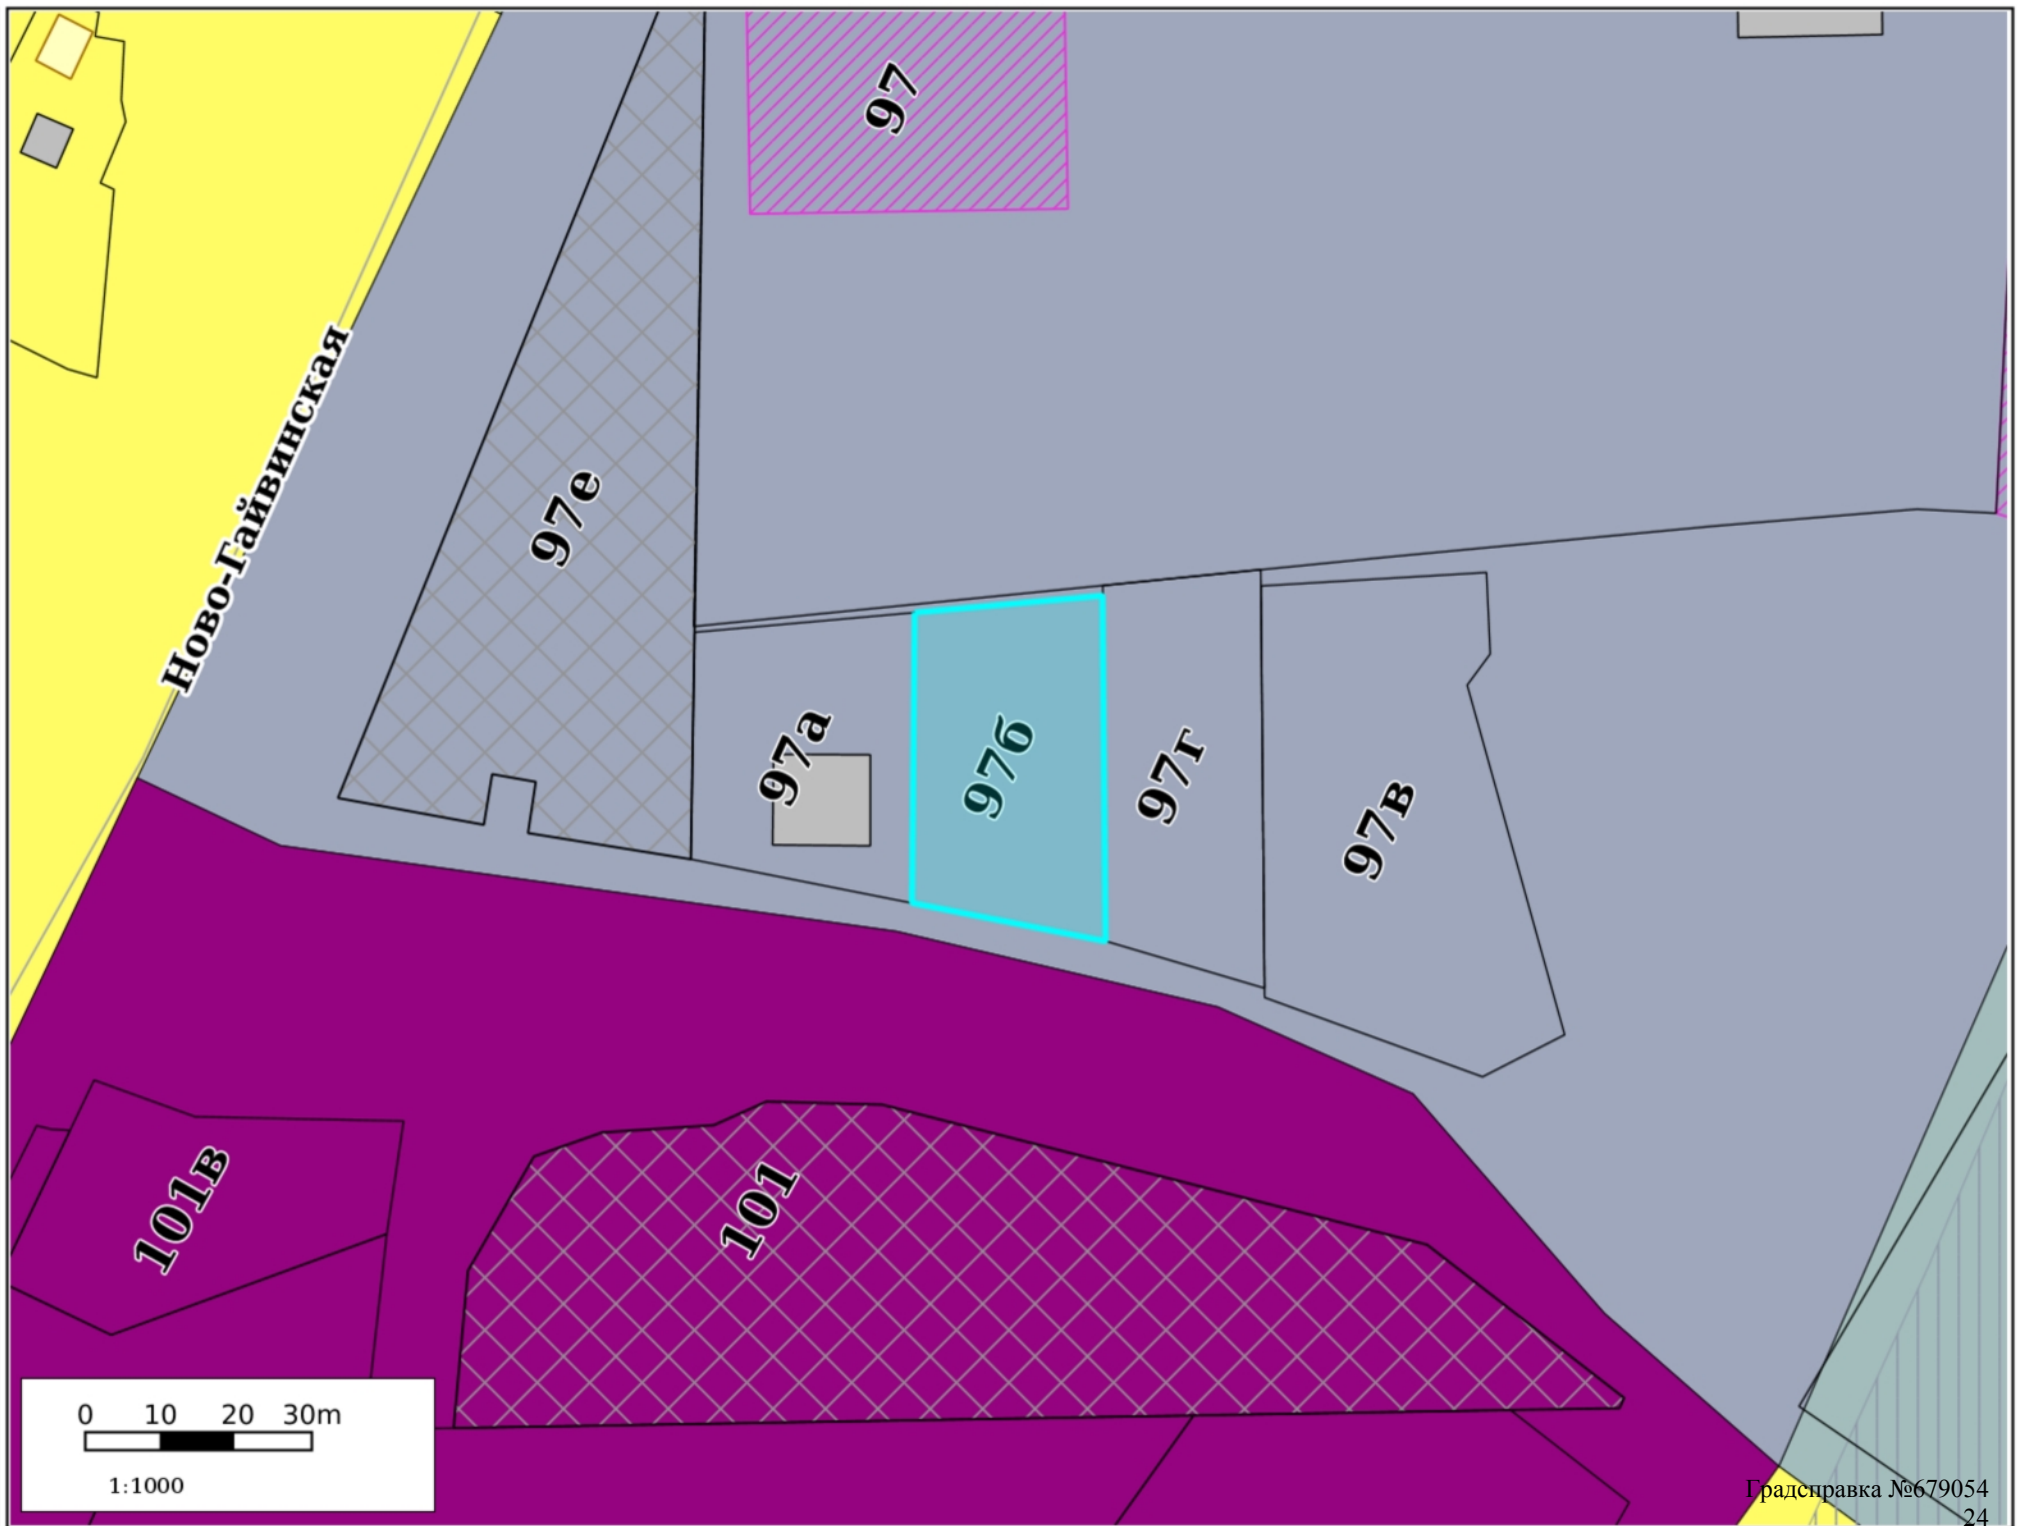 97
Ново-Гайвинская
97е
97а
97б
97г
97в
101в
101
0 10 20 30m
1:1000
Градсправка №679054
24